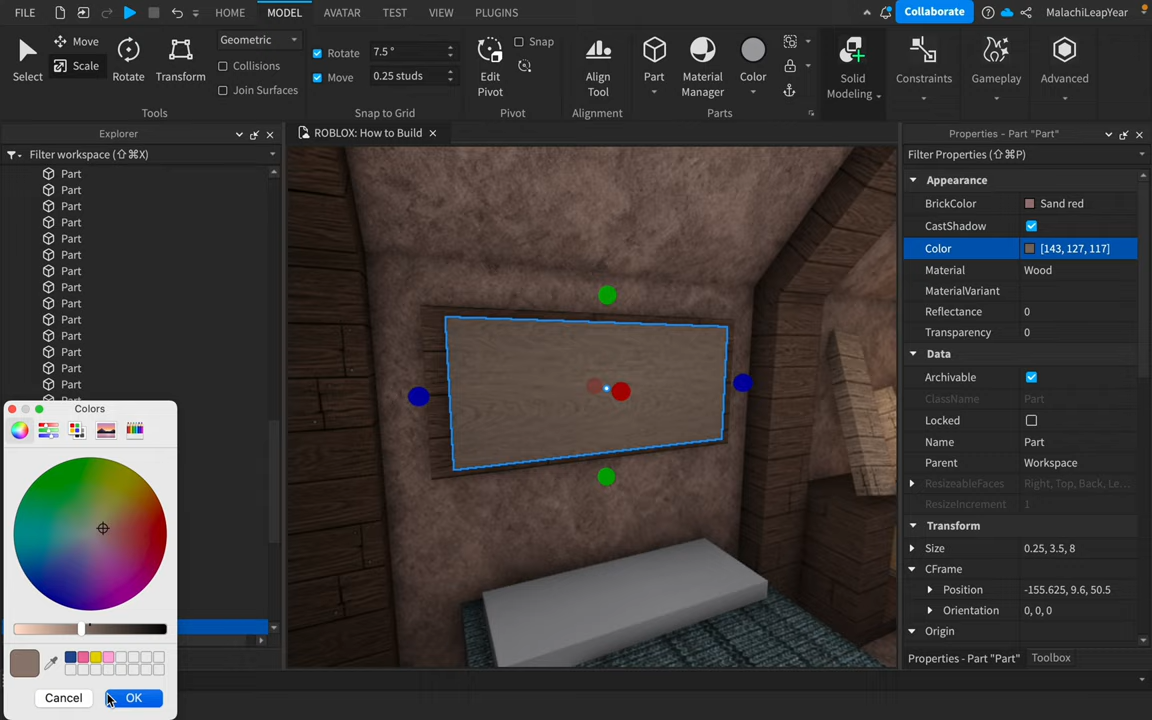 FILE HOME MODEL AVATAR TEST VIEW PLUGINS Collaborate MalachiLeapYear
Select Move Scale Rotate Transform Geometric Collisions Join Surfaces Rotate 7.5 ° Move 0.25 studs Edit Pivot Snap Align Tool Part Material Manager Color Solid Modeling Constraints Gameplay Advanced
Tools Snap to Grid Pivot Alignment Parts
Explorer
Filter workspace (⇧⌘X)
Part
Part
Part
Part
Part
Part
Part
Part
Part
Part
Part
Part
Part
Part
Colors
Cancel OK
ROBLOX: How to Build
Properties - Part "Part"
Filter Properties (⇧⌘P)
Appearance
BrickColor Sand red
CastShadow
Color [143, 127, 117]
Material Wood
MaterialVariant
Reflectance 0
Transparency 0
Data
Archivable
ClassName Part
Locked
Name Part
Parent Workspace
ResizeableFaces Right, Top, Back, Le...
ResizeIncrement 1
Transform
Size 0.25, 3.5, 8
CFrame
Position -155.625, 9.6, 50.5
Orientation 0, 0, 0
Origin
Properties - Part "Part" Toolbox